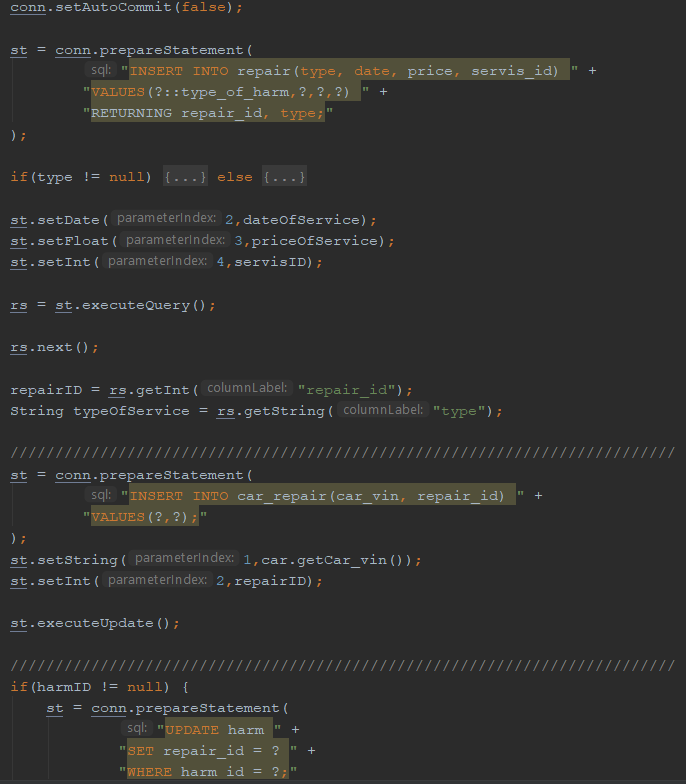 conn.setAutoCommit(false);
st = conn.prepareStatement(
sql: "INSERT INTO repair(type, date, price, servis_id) " +
"VALUES(?::type_of_harm,?,?,?) " +
"RETURNING repair_id, type;"
);
if(type != null) {...} else {...}
st.setDate( parameterIndex: 2,dateOfService);
st.setFloat( parameterIndex: 3,priceOfService);
st.setInt( parameterIndex: 4,servisID);
rs = st.executeQuery();
rs.next();
repairID = rs.getInt( columnLabel: "repair_id");
String typeOfService = rs.getString( columnLabel: "type");
//////////////////////////////////////////////////////////////////////////
st = conn.prepareStatement(
sql: "INSERT INTO car_repair(car_vin, repair_id) " +
"VALUES(?,?);"
);
st.setString( parameterIndex: 1,car.getCar_vin());
st.setInt( parameterIndex: 2,repairID);
st.executeUpdate();
//////////////////////////////////////////////////////////////////////////
if(harmID != null) {
st = conn.prepareStatement(
sql: "UPDATE harm " +
"SET repair_id = ? " +
"WHERE harm_id = ?;"